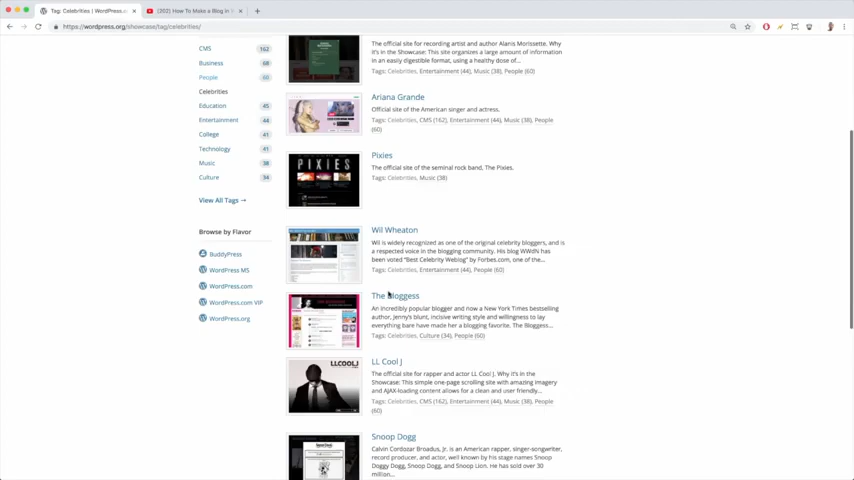 Tag: Celebrities | WordPress.o
(202) How To Make a Blog in W
https://wordpress.org/showcase/tag/celebrities/
CMS 162
Business 68
People 60
Celebrities
Education 45
Entertainment 44
College 41
Technology 41
Music 38
Culture 34
View All Tags →
Browse by Flavor
BuddyPress
WordPress MS
WordPress.com
WordPress.com VIP
WordPress.org
The official site for recording artist and author Alanis Morissette. Why
it's in the Showcase: This site organizes a large amount of information
in an easily digestible format, using a healthy dose of...
Tags: Celebrities, Entertainment (44), Music (38), People (60)
Ariana Grande
Official site of the American singer and actress.
Tags: Celebrities, CMS (162), Entertainment (44), Music (38), People
(60)
PIXIES
Pixies
The official site of the seminal rock band, The Pixies.
Tags: Celebrities, Music (38)
Wil Wheaton
Wil is widely recognized as one of the original celebrity bloggers, and is
a respected voice in the blogging community. His blog WWdN has
been voted "Best Celebrity Weblog" by Forbes.com, one of the...
Tags: Celebrities, Entertainment (44), People (60)
The Bloggess
An incredibly popular blogger and now a New York Times bestselling
author, Jenny's blunt, incisive writing style and willingness to lay
everything bare have made her a blogging favorite. The Bloggess...
Tags: Celebrities, Culture (34), People (60)
LLCOOLJ
LL Cool J
The official site for rapper and actor LL Cool J. Why it's in the
Showcase: This simple one-page scrolling site with amazing imagery
and AJAX-loading content allows for a clean and user friendly...
Tags: Celebrities, CMS (162), Entertainment (44), Music (38), People
(60)
Snoop Dogg
Calvin Cordozar Broadus, Jr. is an American rapper, singer-songwriter,
record producer, and actor, well known by his stage names Snoop
Doggy Dogg, Snoop Dogg, and Snoop Lion. He has sold over 30
million...